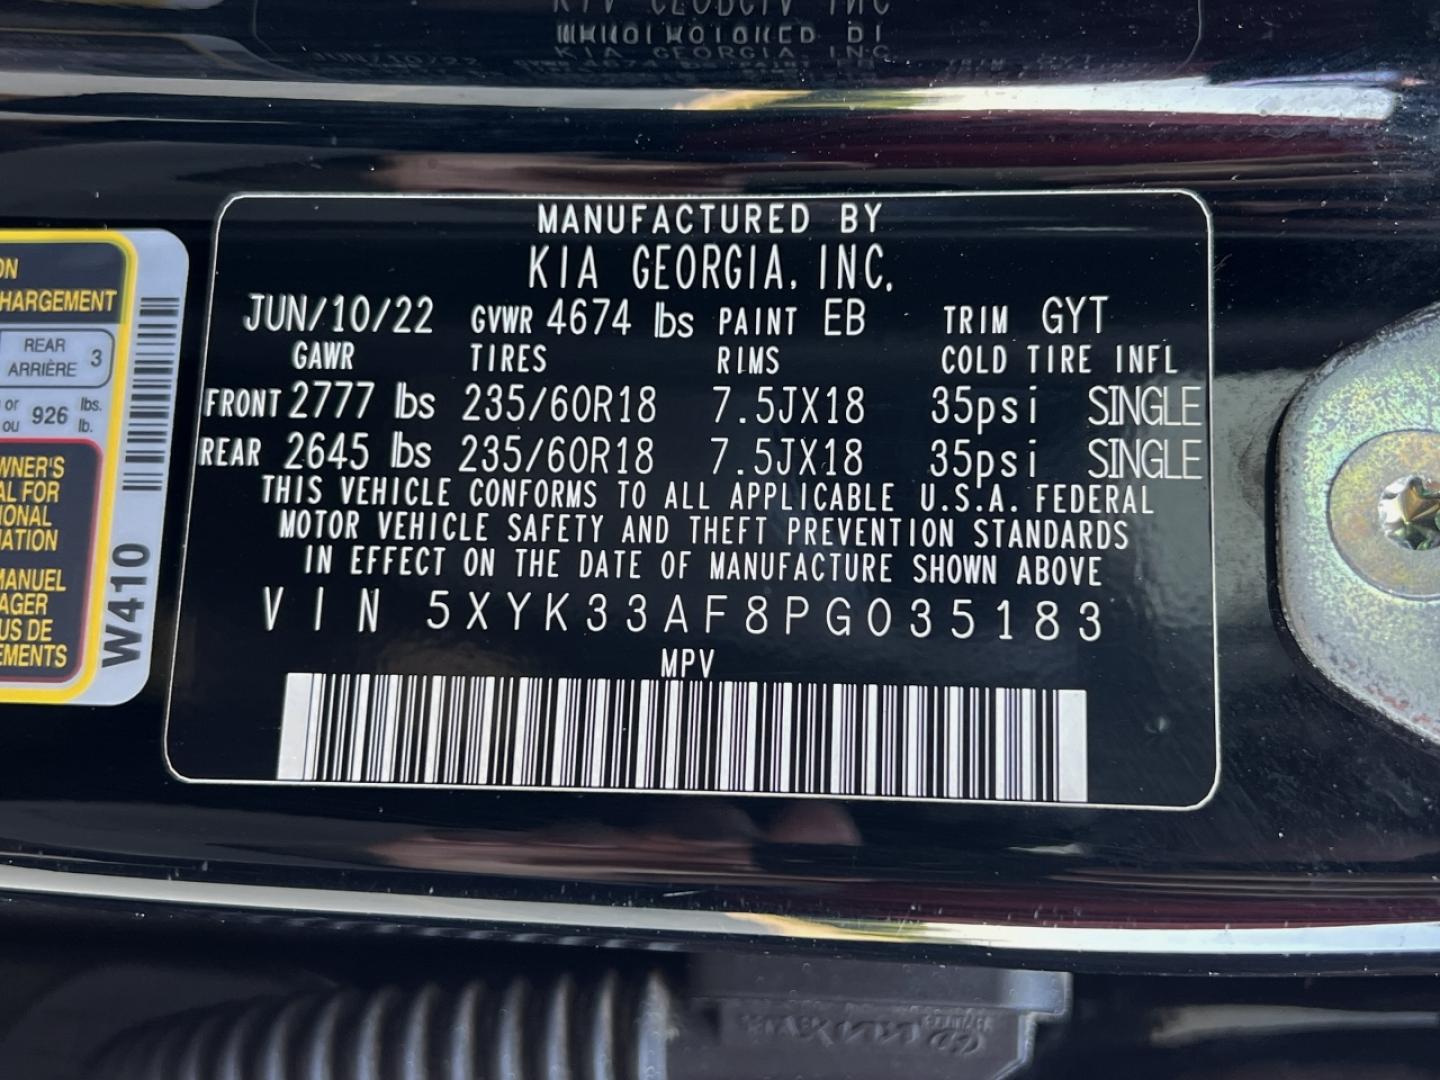 MANUFACTURED BY
KIA GEORGIA, INC.
JUN/10/22 GVWR 4674 lbs PAINT EB TRIM GYT
GAWR TIRES RIMS COLD TIRE INFL
FRONT 2777 lbs 235/60R18 7.5JX18 35psi SINGLE
REAR 2645 lbs 235/60R18 7.5JX18 35psi SINGLE
THIS VEHICLE CONFORMS TO ALL APPLICABLE U.S.A. FEDERAL
MOTOR VEHICLE SAFETY AND THEFT PREVENTION STANDARDS
IN EFFECT ON THE DATE OF MANUFACTURE SHOWN ABOVE
VIN 5XYK33AF8PG035183
MPV
ON
HARGEMENT
REAR
ARRIÈRE 3
or
ou 926 lbs.
lb.
WNER'S
AL FOR
IONAL
MATION
MANUEL
AGER
US DE
EMENTS
W410